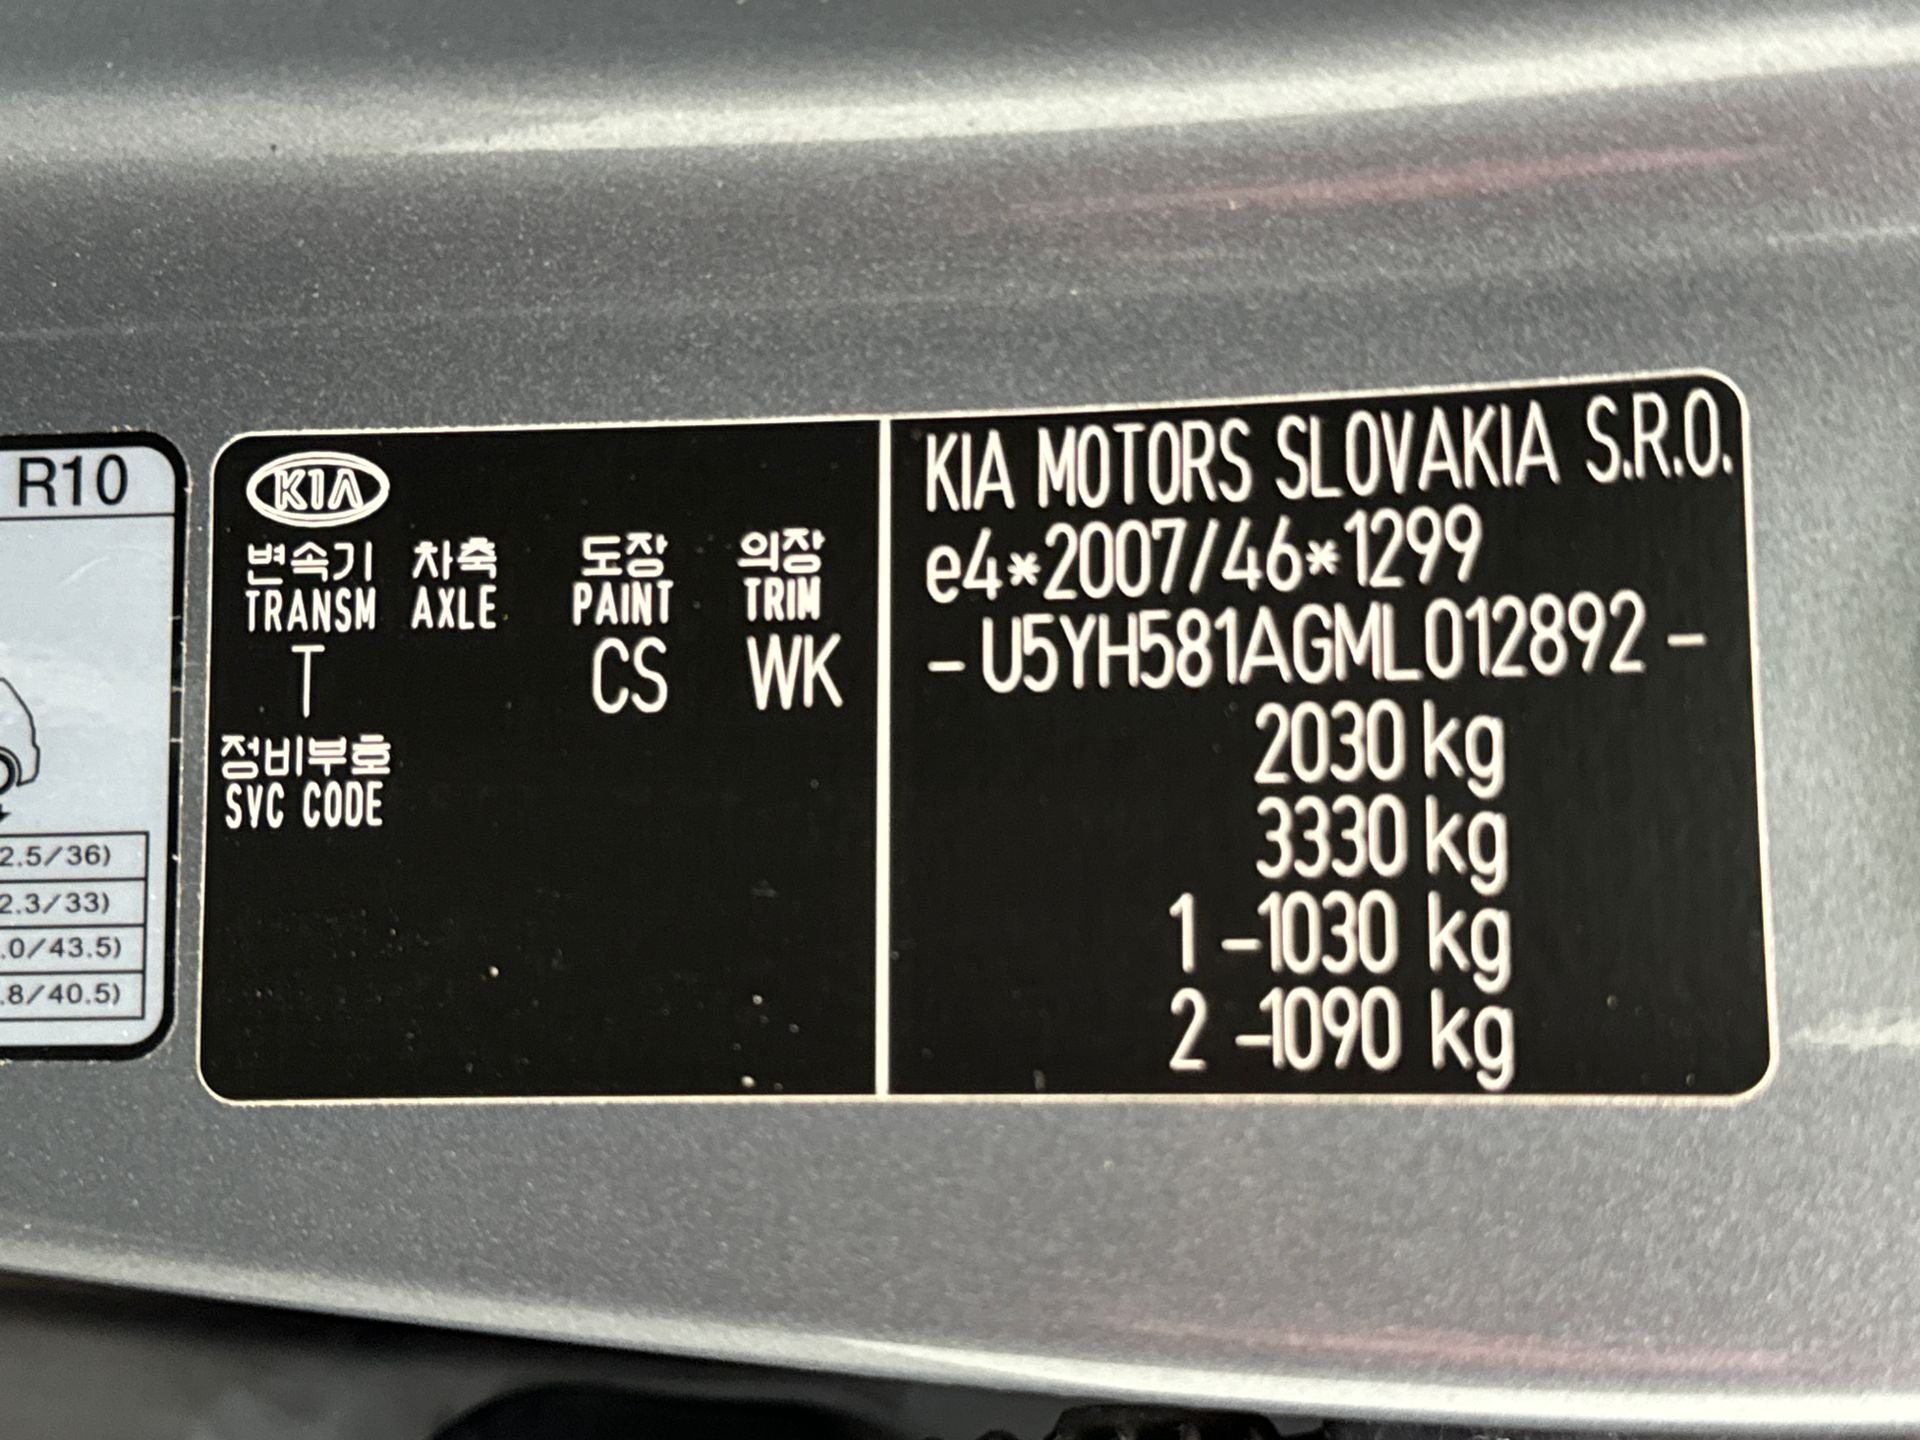 R10
2.5/36)
2.3/33)
.0/43.5)
.8/40.5)
KIA
변속기 차축 도장 의장
TRANSM AXLE PAINT TRIM
T CS WK
정비부호
SVC CODE
KIA MOTORS SLOVAKIA S.R.O.
e4*2007/46*1299
-U5YH581AGML012892-
2030 kg
3330 kg
1 -1030 kg
2 -1090 kg